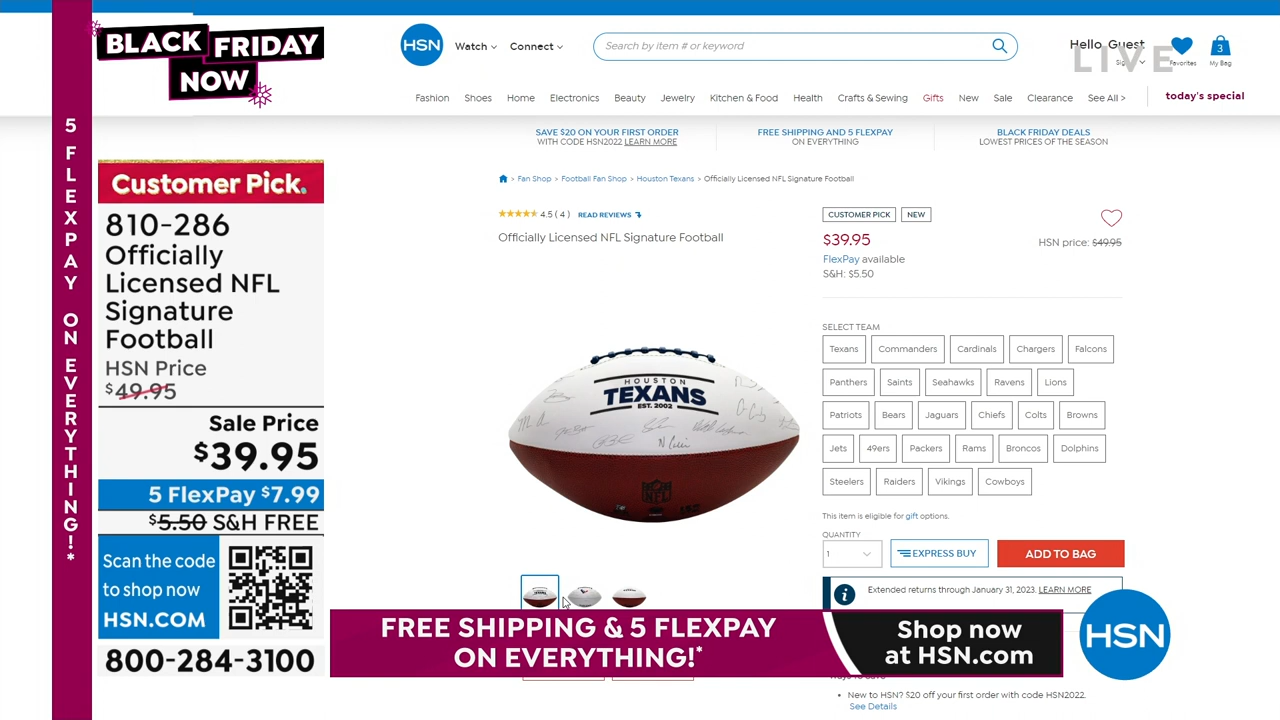 BLACK FRIDAY
NOW
5 FLEXPAY ON EVERYTHING!*
Customer Pick.
810-286
Officially
Licensed NFL
Signature
Football
HSN Price
$49.95
Sale Price
$39.95
5 FlexPay $7.99
$5.50 S&H FREE
Scan the code
to shop now
HSN.COM
800-284-3100
HSN
Watch
Connect
Search by item # or keyword
Hello, Guest
LIVE
Favorites
3
My Bag
Fashion Shoes Home Electronics Beauty Jewelry Kitchen & Food Health Crafts & Sewing Gifts New Sale Clearance See All >
today's special
SAVE $20 ON YOUR FIRST ORDER
WITH CODE HSN2022 LEARN MORE
FREE SHIPPING AND 5 FLEXPAY
ON EVERYTHING
BLACK FRIDAY DEALS
LOWEST PRICES OF THE SEASON
> Fan Shop > Football Fan Shop > Houston Texans > Officially Licensed NFL Signature Football
4.5 ( 4 ) READ REVIEWS
Officially Licensed NFL Signature Football
HOUSTON
TEXANS
EST. 2002
NFL
CUSTOMER PICK NEW
$39.95
HSN price: $49.95
FlexPay available
S&H: $5.50
SELECT TEAM
Texans Commanders Cardinals Chargers Falcons
Panthers Saints Seahawks Ravens Lions
Patriots Bears Jaguars Chiefs Colts Browns
Jets 49ers Packers Rams Broncos Dolphins
Steelers Raiders Vikings Cowboys
This item is eligible for gift options.
QUANTITY
1
EXPRESS BUY
ADD TO BAG
Extended returns through January 31, 2023. LEARN MORE
FREE SHIPPING & 5 FLEXPAY
ON EVERYTHING!*
Shop now
at HSN.com
HSN
New to HSN? $20 off your first order with code HSN2022.
See Details